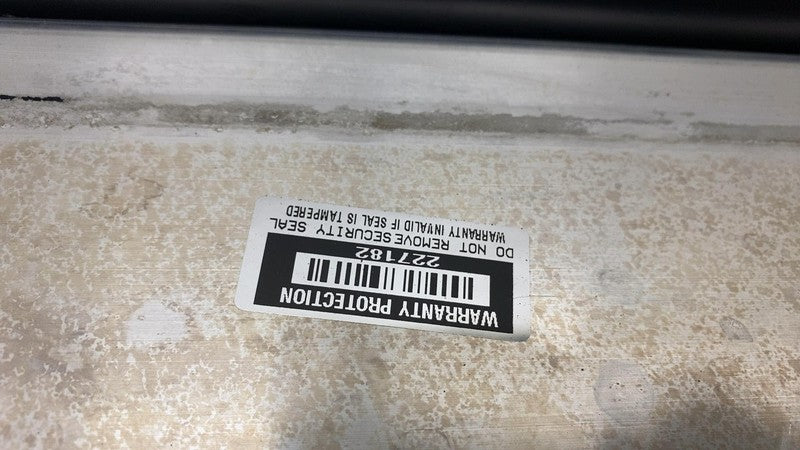 WARRANTY PROTECTION
227182
DO NOT REMOVE SECURITY SEAL
WARRANTY INVALID IF SEAL IS TAMPERED